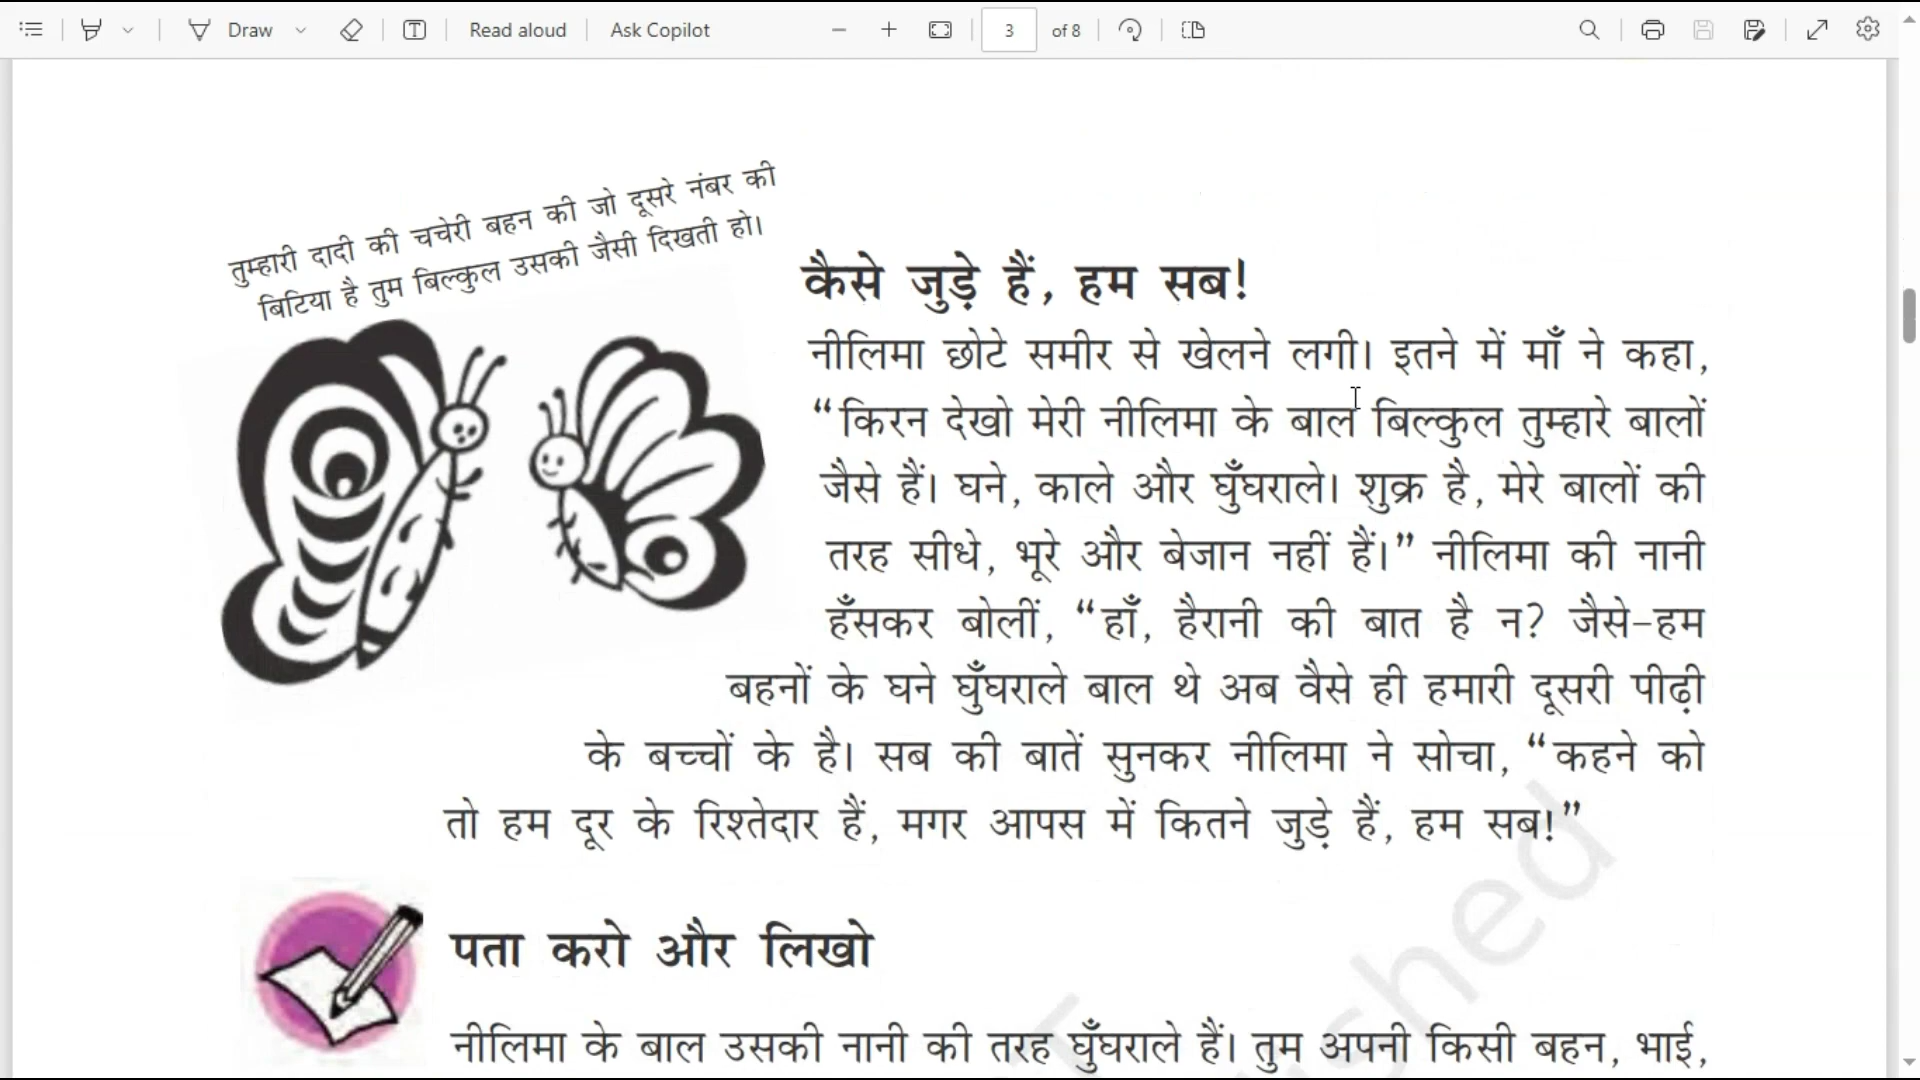 Draw
Read aloud
Ask Copilot
3 of 8
तुम्हारी दादी की चचेरी बहन की जो दूसरे नंबर की
बिटिया है तुम बिल्कुल उसकी जैसी दिखती हो।
कैसे जुड़े हैं, हम सब!
नीलिमा छोटे समीर से खेलने लगी। इतने में माँ ने कहा,
“किरन देखो मेरी नीलिमा के बाल बिल्कुल तुम्हारे बालों
जैसे हैं। घने, काले और घुँघराले। शुक्र है, मेरे बालों की
तरह सीधे, भूरे और बेजान नहीं हैं।” नीलिमा की नानी
हँसकर बोलीं, “हाँ, हैरानी की बात है न? जैसे-हम
बहनों के घने घुँघराले बाल थे अब वैसे ही हमारी दूसरी पीढ़ी
के बच्चों के है। सब की बातें सुनकर नीलिमा ने सोचा, “कहने को
तो हम दूर के रिश्तेदार हैं, मगर आपस में कितने जुड़े हैं, हम सब!”
पता करो और लिखो
नीलिमा के बाल उसकी नानी की तरह घुँघराले हैं। तुम अपनी किसी बहन, भाई,